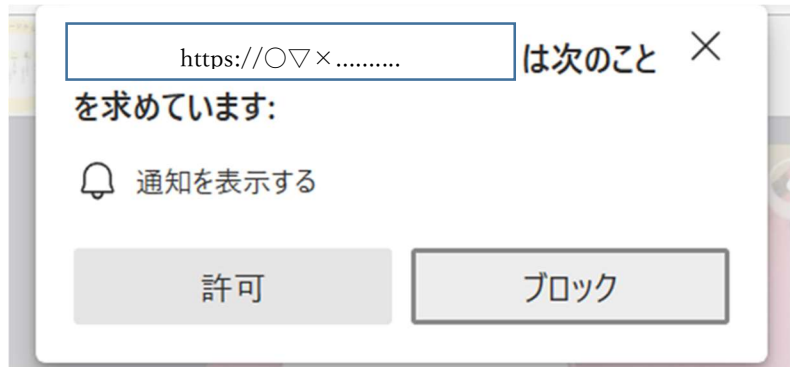 https://○▽×.......... は次のこと
を求めています:
通知を表示する
許可 ブロック